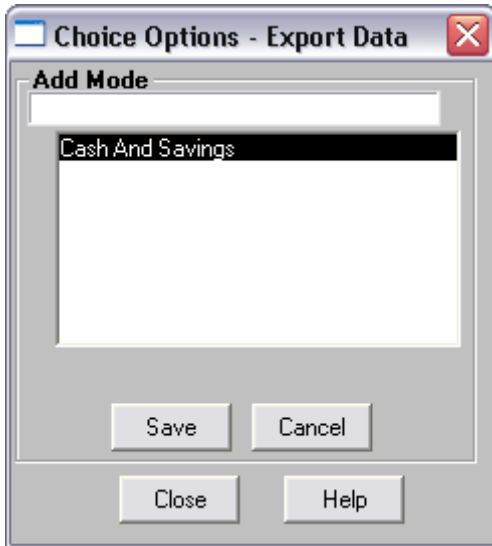 Choice Options - Export Data
Add Mode
Cash And Savings
Save Cancel
Close Help